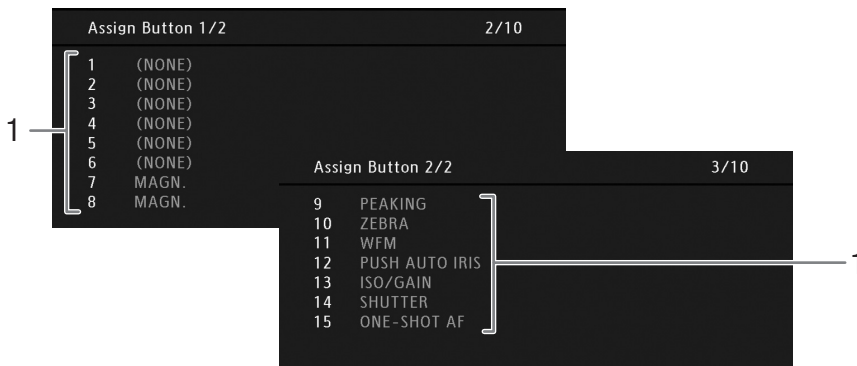 Assign Button 1/2 2/10
1 (NONE)
2 (NONE)
3 (NONE)
4 (NONE)
5 (NONE)
6 (NONE)
7 MAGN.
8 MAGN.
1
Assign Button 2/2 3/10
9 PEAKING
10 ZEBRA
11 WFM
12 PUSH AUTO IRIS
13 ISO/GAIN
14 SHUTTER
15 ONE-SHOT AF
1